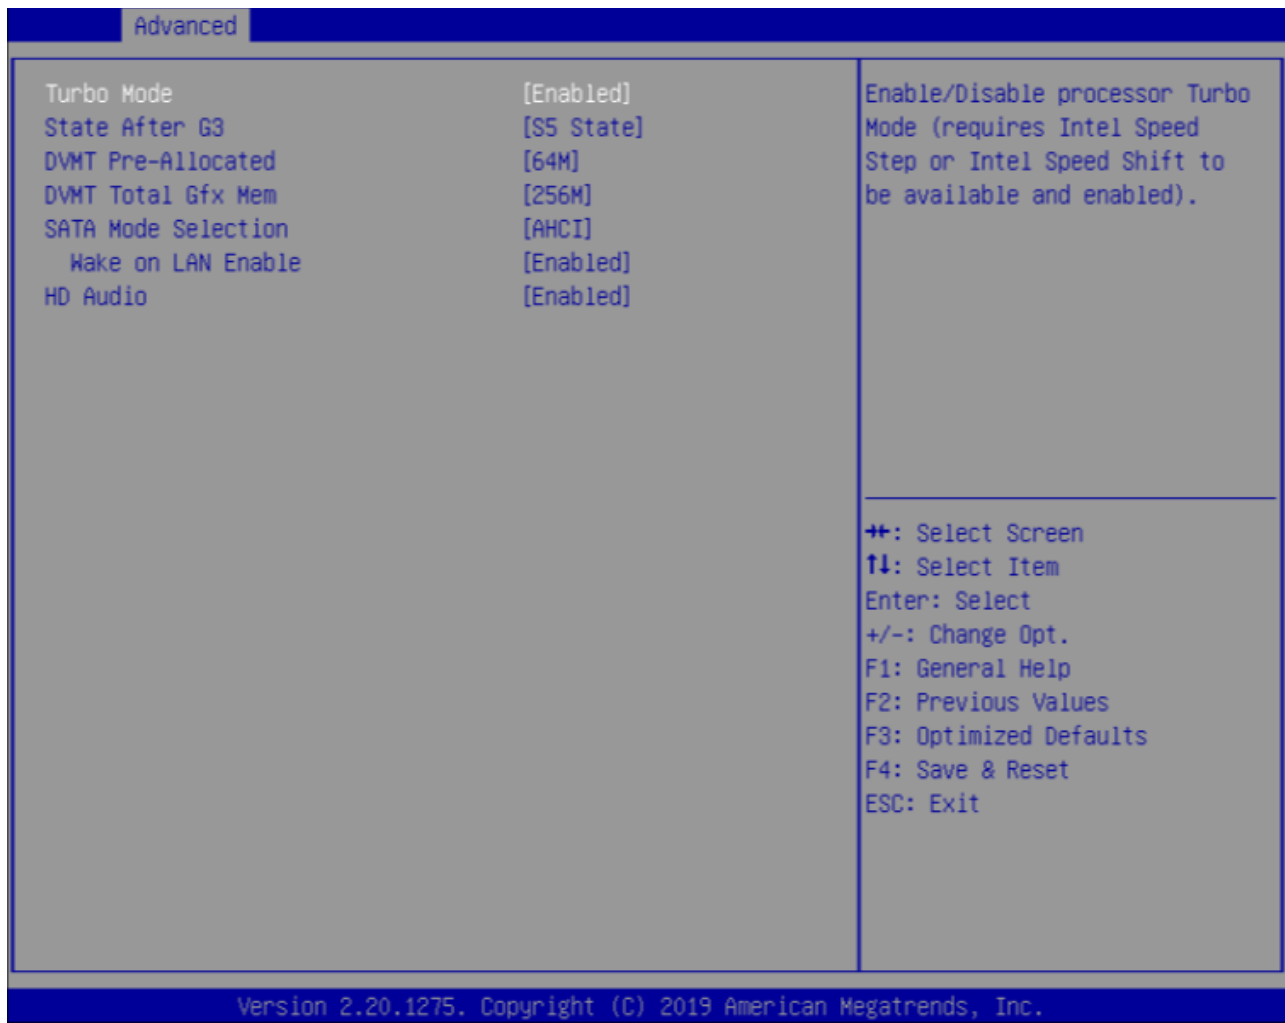 Advanced
Turbo Mode [Enabled]
State After G3 [S5 State]
DVMT Pre-Allocated [64M]
DVMT Total Gfx Mem [256M]
SATA Mode Selection [AHCI]
Wake on LAN Enable [Enabled]
HD Audio [Enabled]
Enable/Disable processor Turbo
Mode (requires Intel Speed
Step or Intel Speed Shift to
be available and enabled).
→←: Select Screen
↑↓: Select Item
Enter: Select
+/-: Change Opt.
F1: General Help
F2: Previous Values
F3: Optimized Defaults
F4: Save & Reset
ESC: Exit
Version 2.20.1275. Copyright (C) 2019 American Megatrends, Inc.